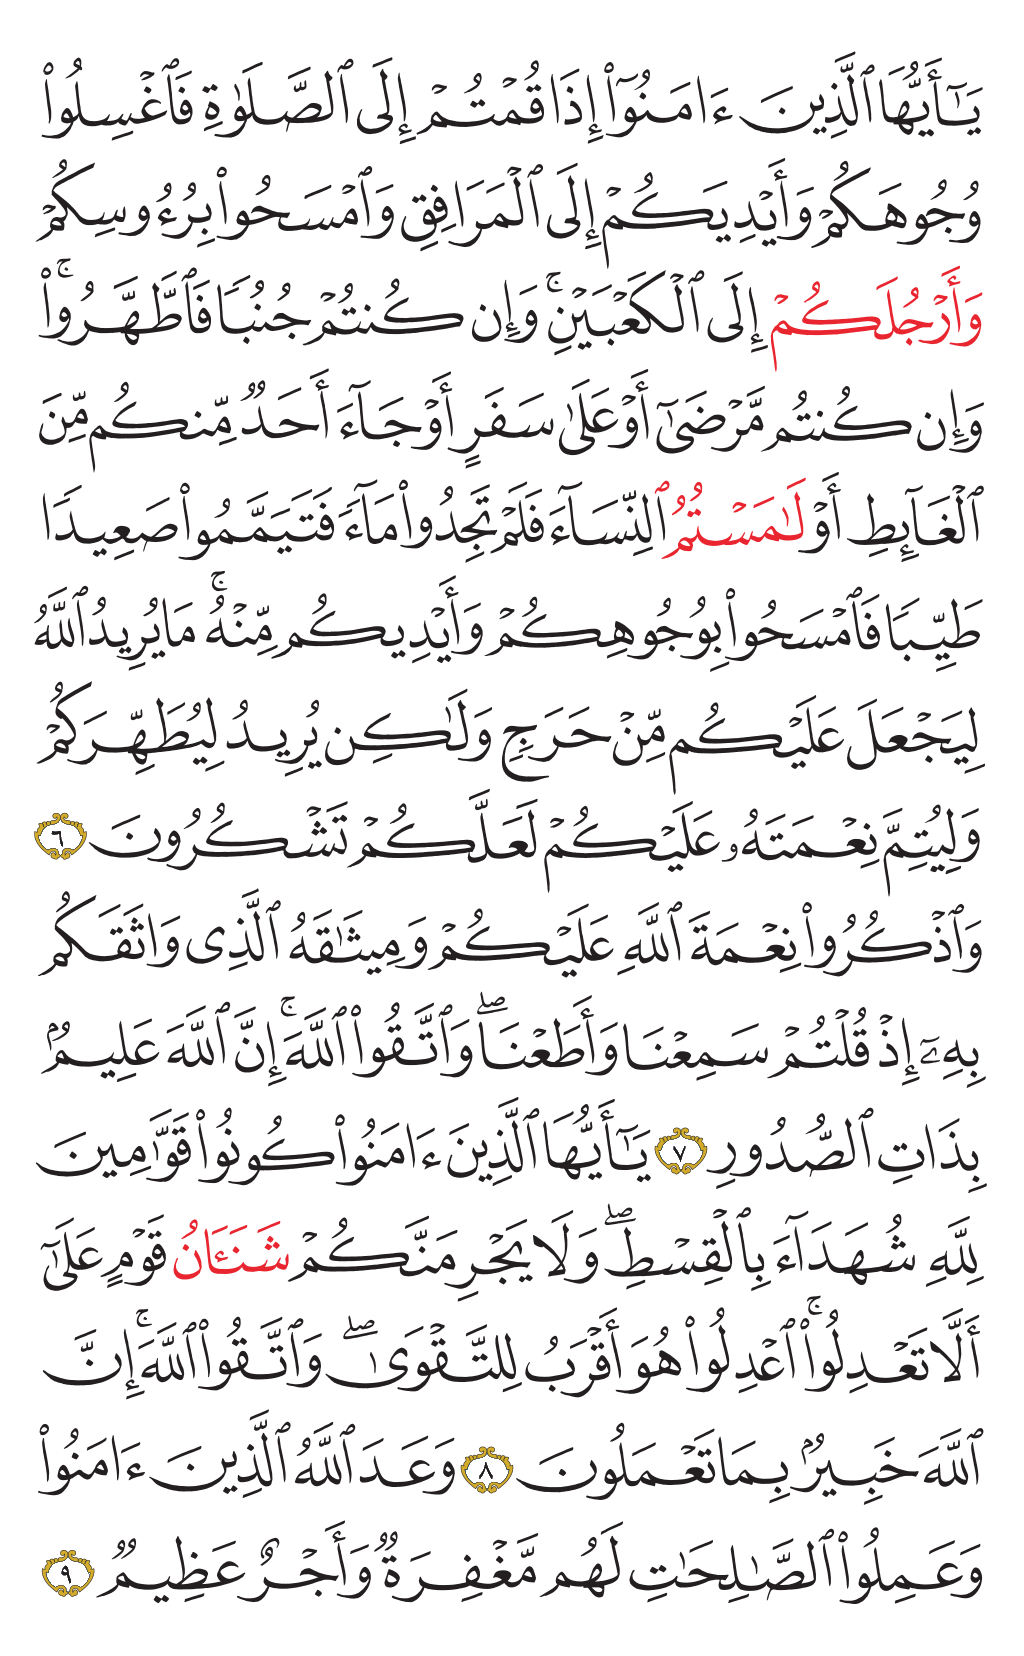 يَـٰٓأَيُّهَا ٱلَّذِينَ ءَامَنُوٓا۟ إِذَا قُمْتُمْ إِلَى ٱلصَّلَوٰةِ فَٱغْسِلُوا۟
وُجُوهَكُمْ وَأَيْدِيَكُمْ إِلَى ٱلْمَرَافِقِ وَٱمْسَحُوا۟ بِرُءُوسِكُمْ
وَأَرْجُلَكُمْ إِلَى ٱلْكَعْبَيْنِ ۚ وَإِن كُنتُمْ جُنُبًا فَٱطَّهَّرُوا۟ ۚ
وَإِن كُنتُم مَّرْضَىٰٓ أَوْ عَلَىٰ سَفَرٍ أَوْ جَآءَ أَحَدٌ مِّنكُم مِّنَ
ٱلْغَآئِطِ أَوْ لَـٰمَسْتُمُ ٱلنِّسَآءَ فَلَمْ تَجِدُوا۟ مَآءً فَتَيَمَّمُوا۟ صَعِيدًا
طَيِّبًا فَٱمْسَحُوا۟ بِوُجُوهِكُمْ وَأَيْدِيكُم مِّنْهُ ۚ مَا يُرِيدُ ٱللَّهُ
لِيَجْعَلَ عَلَيْكُم مِّنْ حَرَجٍ وَلَـٰكِن يُرِيدُ لِيُطَهِّرَكُمْ
وَلِيُتِمَّ نِعْمَتَهُۥ عَلَيْكُمْ لَعَلَّكُمْ تَشْكُرُونَ ٦
وَٱذْكُرُوا۟ نِعْمَةَ ٱللَّهِ عَلَيْكُمْ وَمِيثَـٰقَهُ ٱلَّذِى وَاثَقَكُم
بِهِۦٓ إِذْ قُلْتُمْ سَمِعْنَا وَأَطَعْنَا ۖ وَٱتَّقُوا۟ ٱللَّهَ ۚ إِنَّ ٱللَّهَ عَلِيمٌۢ
بِذَاتِ ٱلصُّدُورِ ٧ يَـٰٓأَيُّهَا ٱلَّذِينَ ءَامَنُوا۟ كُونُوا۟ قَوَّٰمِينَ
لِلَّهِ شُهَدَآءَ بِٱلْقِسْطِ ۖ وَلَا يَجْرِمَنَّكُمْ شَنَـَٔانُ قَوْمٍ عَلَىٰٓ
أَلَّا تَعْدِلُوا۟ ۚ ٱعْدِلُوا۟ هُوَ أَقْرَبُ لِلتَّقْوَىٰ ۖ وَٱتَّقُوا۟ ٱللَّهَ ۚ إِنَّ
ٱللَّهَ خَبِيرٌۢ بِمَا تَعْمَلُونَ ٨ وَعَدَ ٱللَّهُ ٱلَّذِينَ ءَامَنُوا۟
وَعَمِلُوا۟ ٱلصَّـٰلِحَـٰتِ لَهُم مَّغْفِرَةٌ وَأَجْرٌ عَظِيمٌ ٩